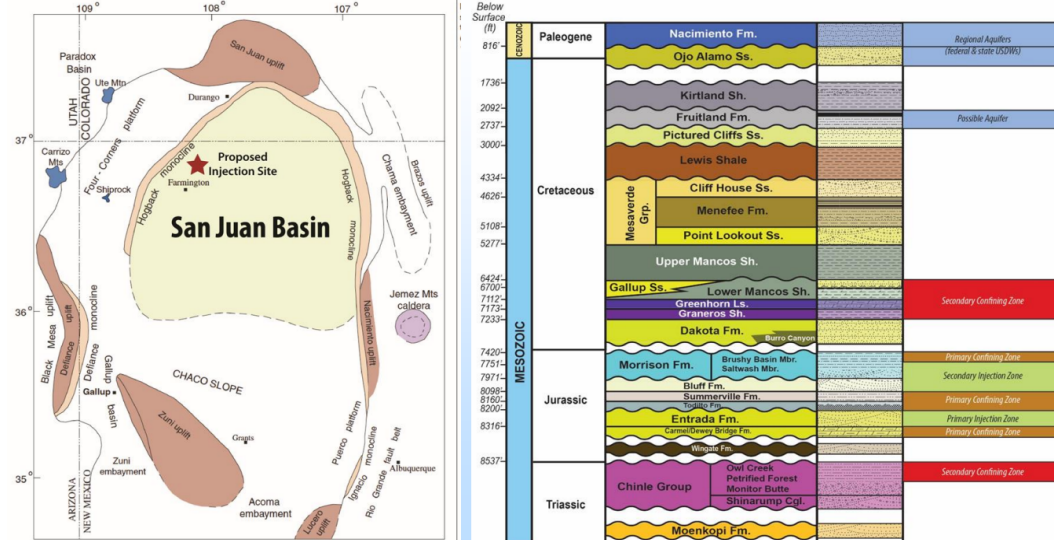 109°
108°
107°
37°
36°
35°
Paradox
Basin
Ute Mtn
UTAH
COLORADO
Four - Corners platform
Carrizo
Mts
Shiprock
San Juan uplift
Durango
Hogback monocline
Proposed
Injection Site
Farmington
San Juan Basin
Hogback monocline
Chama embayment
Brazos uplift
Jemez Mts
caldera
Nacimiento uplift
Black Mesa uplift
Defiance uplift
Defiance monocline
Gallup
Gallup basin
CHACO SLOPE
Zuni uplift
Grants
Zuni
embayment
Acoma
embayment
Puerco platform
Ignacio monocline
Rio Grande fault belt
Albuquerque
Lucero uplift
ARIZONA
NEW MEXICO
Below
Surface
(ft)
816'
1736'
2092'
2737'
3000'
4334'
4626'
5108'
5277'
6424'
6700'
7112'
7173'
7233'
7420'
7751'
7971'
8098'
8160'
8200'
8316'
8537'
CENOZOIC
MESOZOIC
Paleogene
Cretaceous
Jurassic
Triassic
Nacimiento Fm.
Ojo Alamo Ss.
Kirtland Sh.
Fruitland Fm.
Pictured Cliffs Ss.
Lewis Shale
Mesaverde
Grp.
Cliff House Ss.
Menefee Fm.
Point Lookout Ss.
Upper Mancos Sh.
Gallup Ss.
Lower Mancos Sh.
Greenhorn Ls.
Graneros Sh.
Dakota Fm.
Burro Canyon
Morrison Fm.
Brushy Basin Mbr.
Saltwash Mbr.
Bluff Fm.
Summerville Fm.
Todilto Fm.
Entrada Fm.
Carmel/Dewey Bridge Fm.
Wingate Fm.
Chinle Group
Owl Creek
Petrified Forest
Monitor Butte
Shinarump Cgl.
Moenkopi Fm.
Regional Aquifers
(federal & state USDWs)
Possible Aquifer
Secondary Confining Zone
Primary Confining Zone
Secondary Injection Zone
Primary Confining Zone
Primary Injection Zone
Primary Confining Zone
Secondary Confining Zone